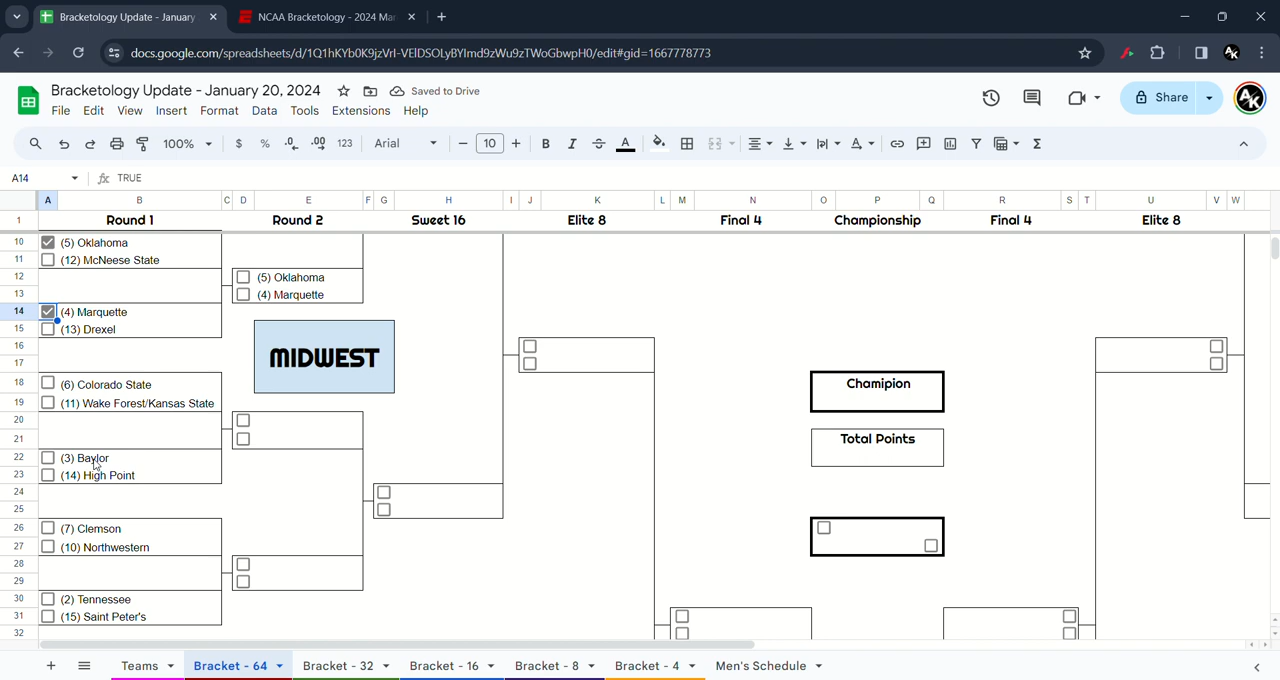 Bracketology Update - January
NCAA Bracketology - 2024 Mar
docs.google.com/spreadsheets/d/1Q1hKYb0K9jzVrI-VEIDSOLyBYImd9zWu9zTWoGbwpH0/edit#gid=1667778773
Bracketology Update - January 20, 2024
Saved to Drive
File Edit View Insert Format Data Tools Extensions Help
Share
100% $ % .0 .00 123 Arial 10 B I S A
A14 fx TRUE
A B C D E F G H I J K L M N O P Q R S T U V W
1 Round 1 Round 2 Sweet 16 Elite 8 Final 4 Championship Final 4 Elite 8
10 (5) Oklahoma
11 (12) McNeese State
12 (5) Oklahoma
13 (4) Marquette
14 (4) Marquette
15 (13) Drexel
16
MIDWEST
17
18 (6) Colorado State Champion
19 (11) Wake Forest/Kansas State
20
21 Total Points
22 (3) Baylor
23 (14) High Point
24
25
26 (7) Clemson
27 (10) Northwestern
28
29
30 (2) Tennessee
31 (15) Saint Peter's
32
Teams Bracket - 64 Bracket - 32 Bracket - 16 Bracket - 8 Bracket - 4 Men's Schedule